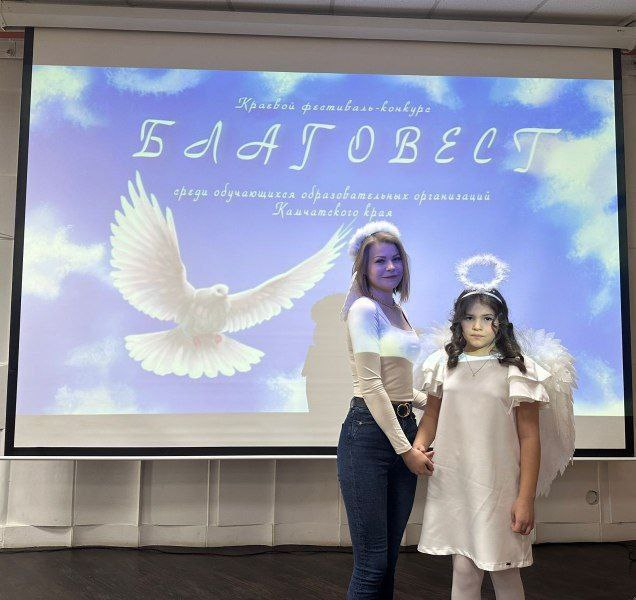 Краевой фестиваль-конкурс
БЛАГОВЕСТ
среди обучающихся образовательных организаций
Камчатского края